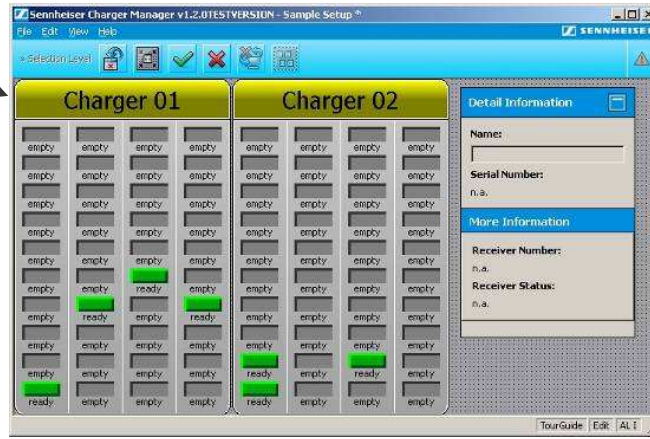 Sennheiser Charger Manager v1.2.0TESTVERSION - Sample Setup *
File Edit View Help
SENNHEISER
» Selection Level
Charger 01 Charger 02
empty empty empty empty empty empty empty empty
empty empty empty empty empty empty empty empty
empty empty empty empty empty empty empty empty
empty empty empty empty empty empty empty empty
empty empty empty empty empty empty empty empty
empty empty ready empty empty empty empty empty
empty ready empty ready empty empty empty empty
empty empty empty empty empty empty empty empty
empty empty empty empty ready empty ready empty
ready empty empty empty ready empty empty empty
Detail Information
Name:
Serial Number:
n.a.
More Information
Receiver Number:
n.a.
Receiver Status:
n.a.
TourGuide Edit